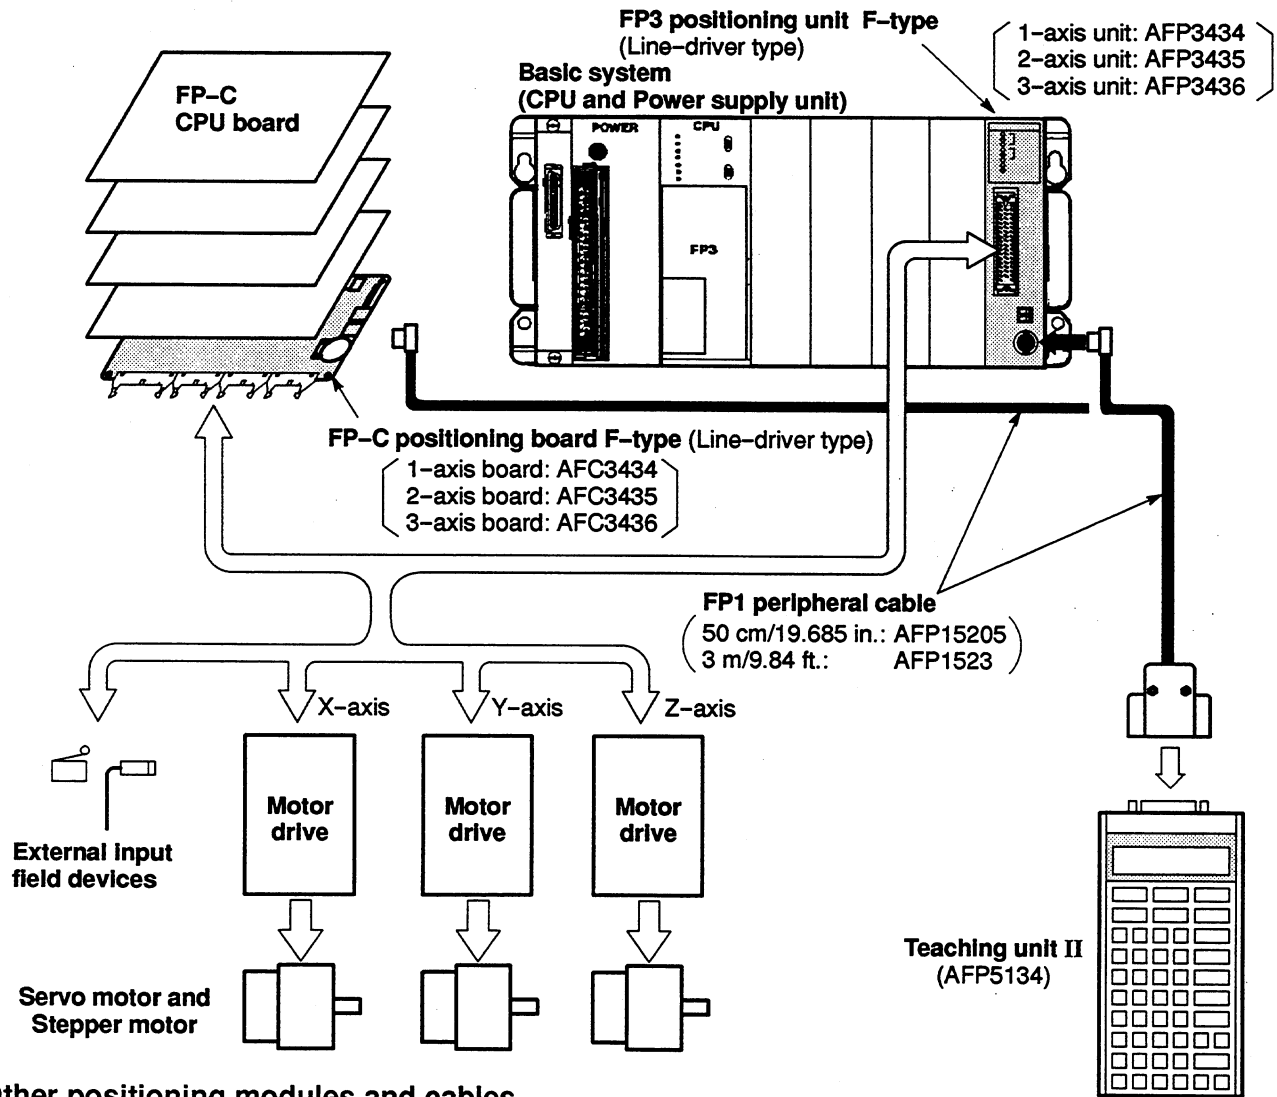 FP3 positioning unit F-type
(Line-driver type)
1-axis unit: AFP3434
2-axis unit: AFP3435
3-axis unit: AFP3436
Basic system
(CPU and Power supply unit)
FP-C
CPU board
POWER
CPU
FP3
FP-C positioning board F-type (Line-driver type)
1-axis board: AFC3434
2-axis board: AFC3435
3-axis board: AFC3436
FP1 peripheral cable
50 cm/19.685 in.: AFP15205
3 m/9.84 ft.: AFP1523
X-axis
Y-axis
Z-axis
Motor
drive
Motor
drive
Motor
drive
External input
field devices
Teaching unit II
(AFP5134)
Servo motor and
Stepper motor
positioning modules and cables